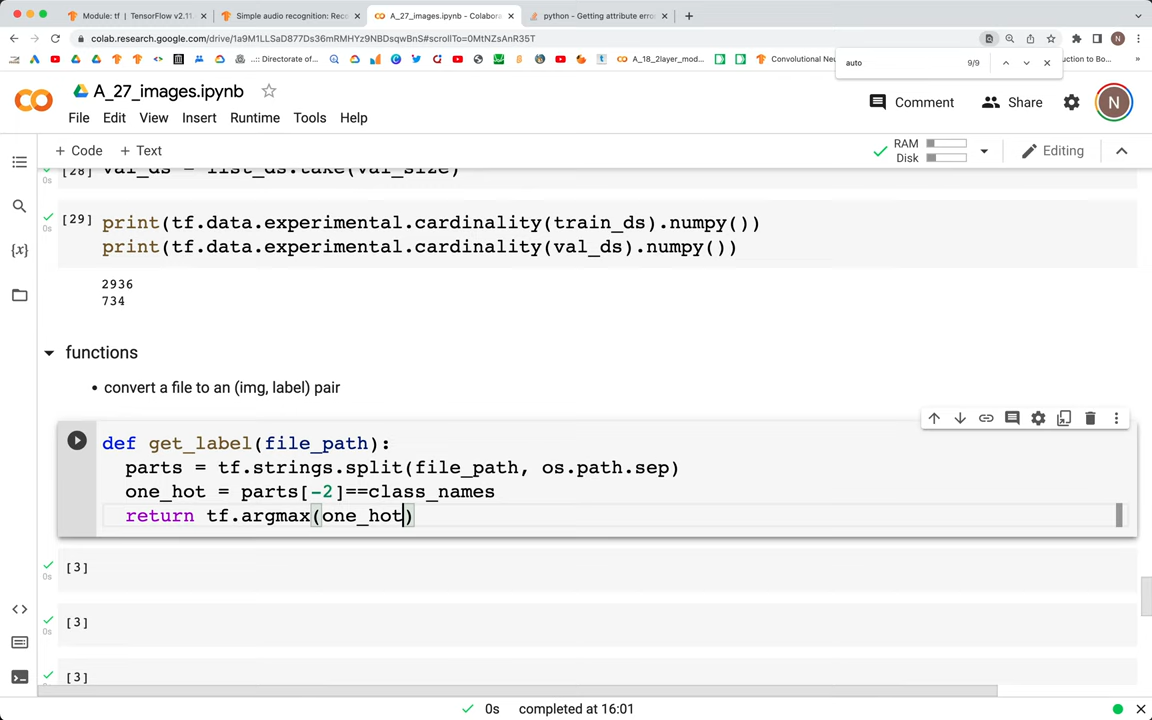 Module: tf | TensorFlow v2.11.
Simple audio recognition: Rec
A_27_images.ipynb - Colabora
python - Getting attribute erro
colab.research.google.com/drive/1a9M1LLSaD877Ds36mRMHYz9NBDsqwBnS#scrollTo=0MtNZsAnR35T
N
..:: Directorate of...
A_18_2layer_mod...
Convolutional Neu
uction to Bo...
auto
9/9
A_27_images.ipynb
Comment
Share
N
File Edit View Insert Runtime Tools Help
+ Code + Text
RAM
Disk
Editing
[28] val_ds = list_ds.take(val_size)
0s
[29] print(tf.data.experimental.cardinality(train_ds).numpy())
0s
print(tf.data.experimental.cardinality(val_ds).numpy())
2936
734
functions
• convert a file to an (img, label) pair
def get_label(file_path):
parts = tf.strings.split(file_path, os.path.sep)
one_hot = parts[-2]==class_names
return tf.argmax(one_hot)
[3]
0s
[3]
0s
[3]
0s completed at 16:01